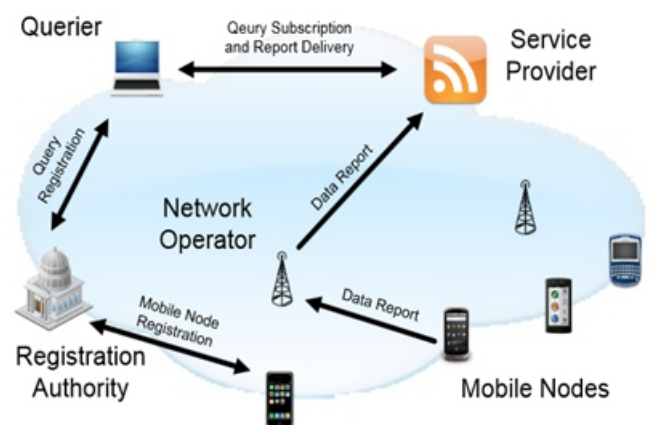 Querier
Qeury Subscription
and Report Delivery
Service
Provider
Query
Registration
Data Report
Network
Operator
Mobile Node
Registration
Data Report
Registration
Authority
Mobile Nodes